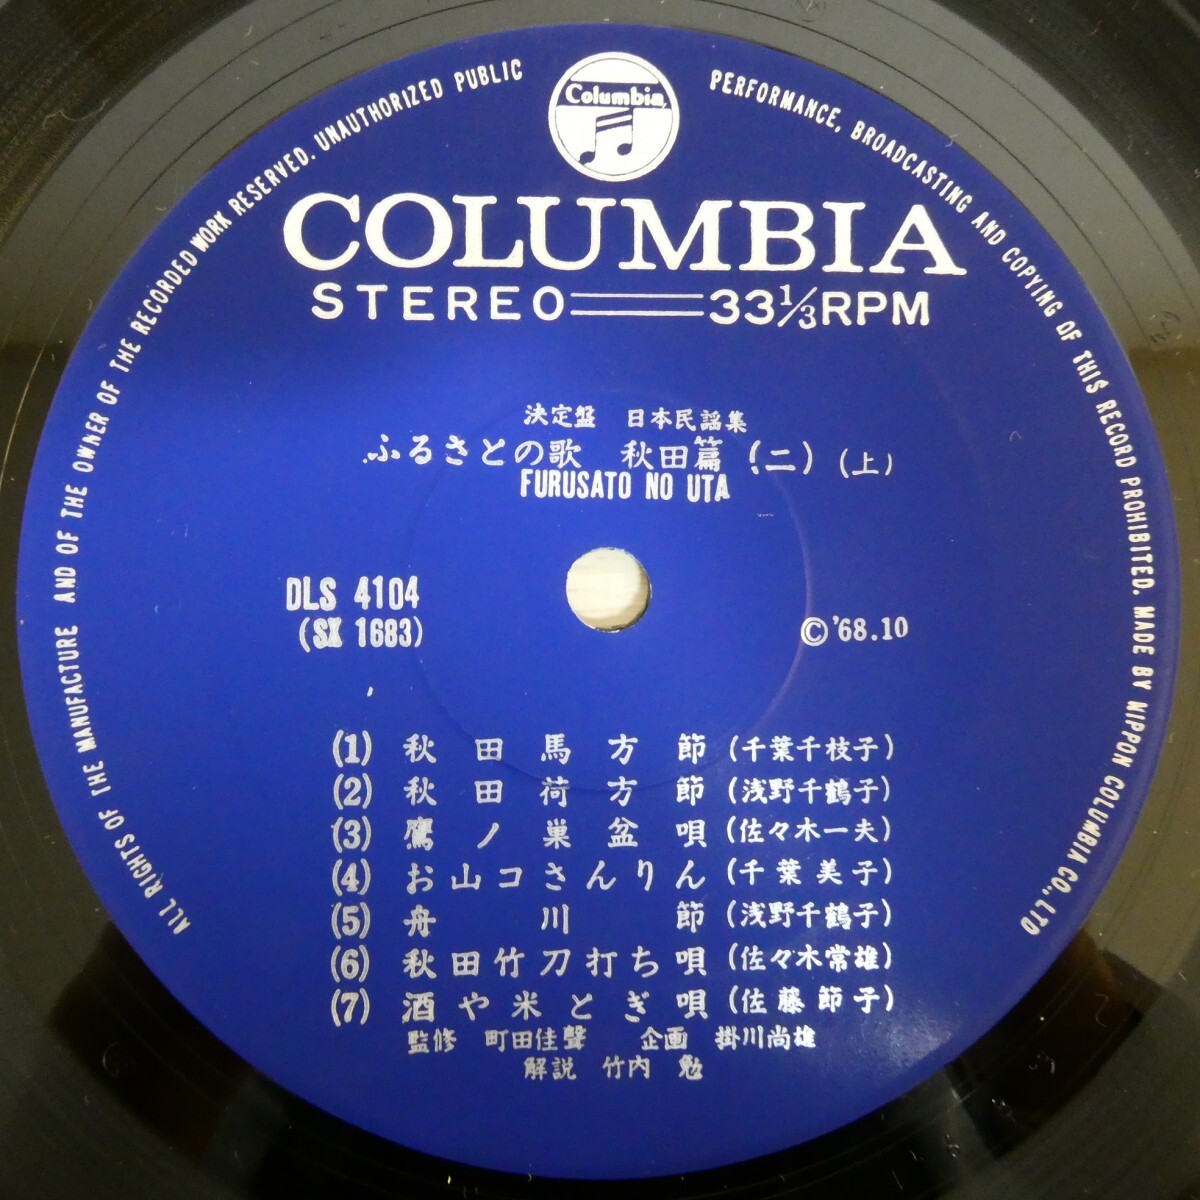 ALL RIGHTS OF THE MANUFACTURE AND OF THE OWNER OF THE RECORDED WORK RESERVED. UNAUTHORIZED PUBLIC PERFORMANCE, BROADCASTING AND COPYING OF THIS RECORD PROHIBITED. MADE BY NIPPON COLUMBIA CO., LTD
Columbia
COLUMBIA
STEREO 33⅓RPM
決定盤 日本民謡集
ふるさとの歌 秋田篇(二)(上)
FURUSATO NO UTA
DLS 4104
(SX 1683)
©'68.10
(1) 秋田馬方節(千葉千枝子)
(2) 秋田荷方節(浅野千鶴子)
(3) 鷹ノ巣盆唄(佐々木一夫)
(4) お山コさんりん(千葉美子)
(5) 舟川節(浅野千鶴子)
(6) 秋田竹刀打ち唄(佐々木常雄)
(7) 酒や米とぎ唄(佐藤節子)
監修 町田佳聲 企画 掛川尚雄
解説 竹内 勉